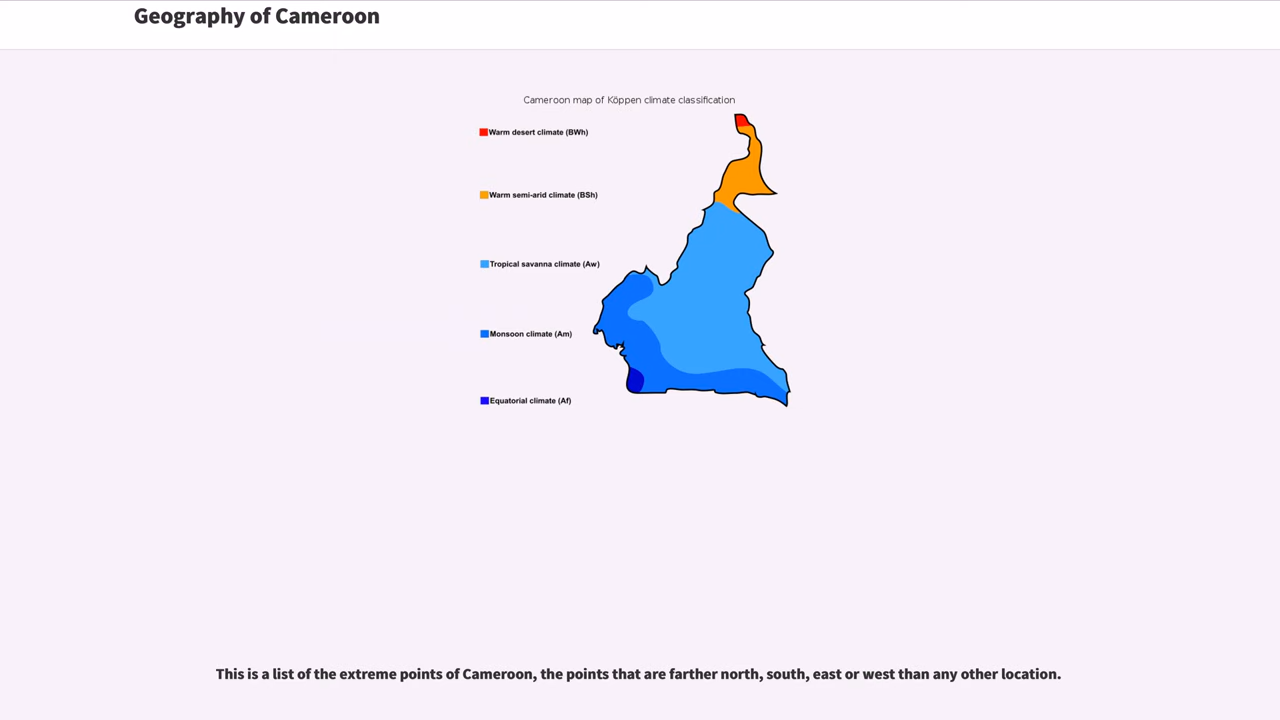 Geography of Cameroon
Cameroon map of Köppen climate classification
Warm desert climate (BWh)
Warm semi-arid climate (BSh)
Tropical savanna climate (Aw)
Monsoon climate (Am)
Equatorial climate (Af)
This is a list of the extreme points of Cameroon, the points that are farther north, south, east or west than any other location.